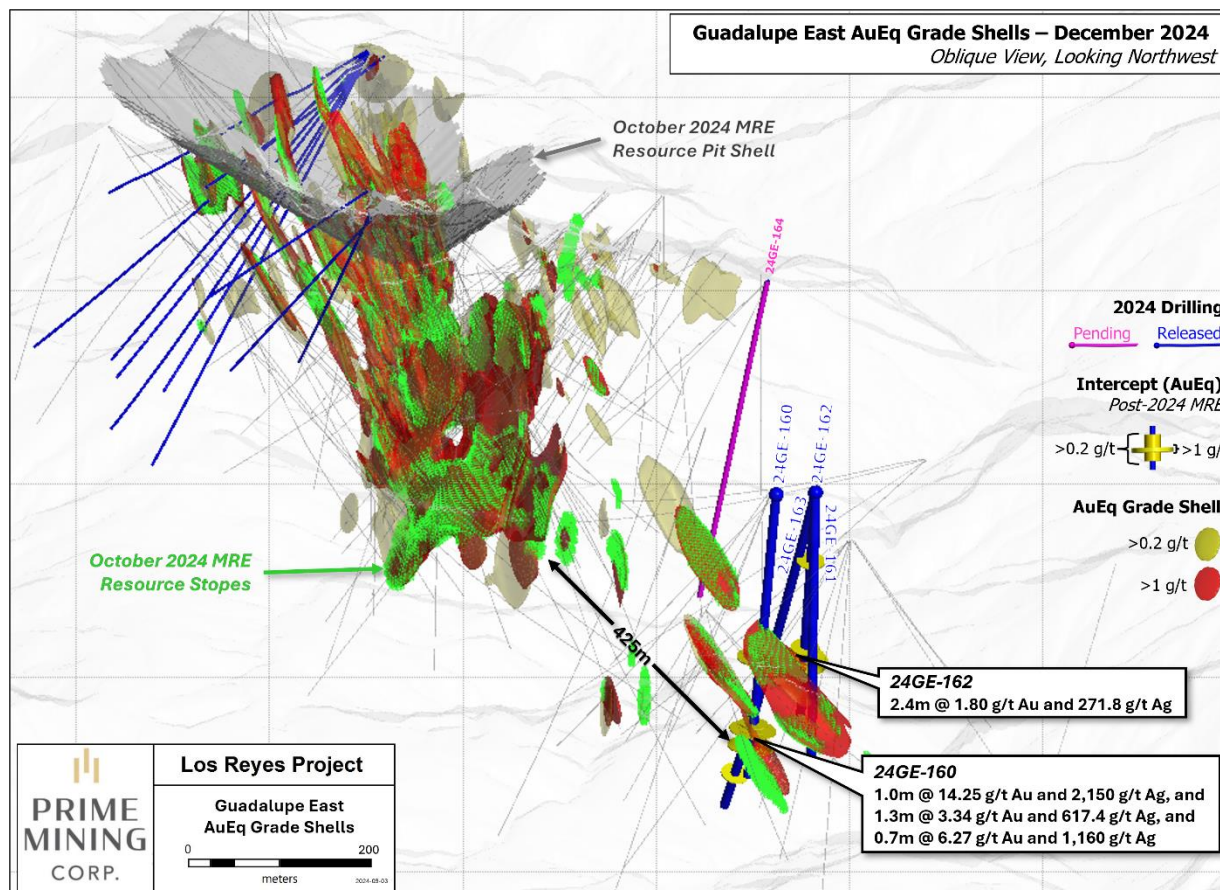 Guadalupe East AuEq Grade Shells – December 2024
Oblique View, Looking Northwest
October 2024 MRE
Resource Pit Shell
24GE-164
2024 Drilling
Pending Released
Intercept (AuEq)
Post-2024 MRE
>0.2 g/t >1 g/
AuEq Grade Shell
>0.2 g/t
>1 g/t
24GE-160
24GE-162
24GE-163
24GE-161
October 2024 MRE
Resource Stopes
425m
24GE-162
2.4m @ 1.80 g/t Au and 271.8 g/t Ag
24GE-160
1.0m @ 14.25 g/t Au and 2,150 g/t Ag, and
1.3m @ 3.34 g/t Au and 617.4 g/t Ag, and
0.7m @ 6.27 g/t Au and 1,160 g/t Ag
PRIME
MINING
CORP.
Los Reyes Project
Guadalupe East
AuEq Grade Shells
0 200
meters